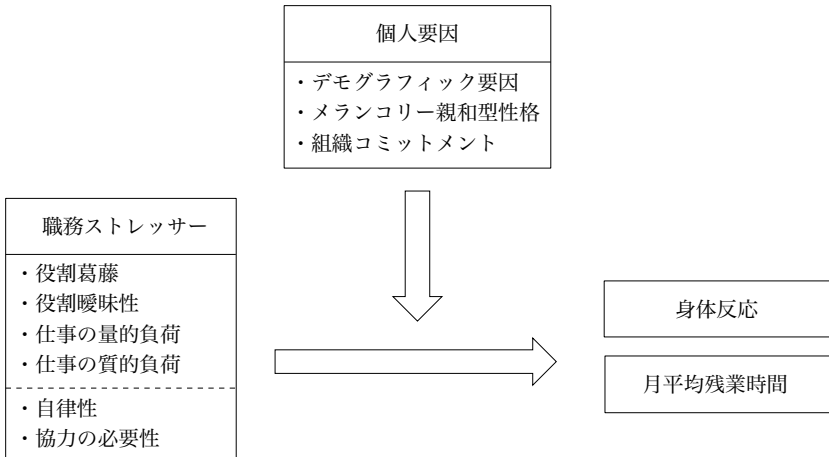 個人要因
・デモグラフィック要因
・メランコリー親和型性格
・組織コミットメント
職務ストレッサー
・役割葛藤
・役割曖昧性
・仕事の量的負荷
・仕事の質的負荷
・自律性
・協力の必要性
身体反応
月平均残業時間